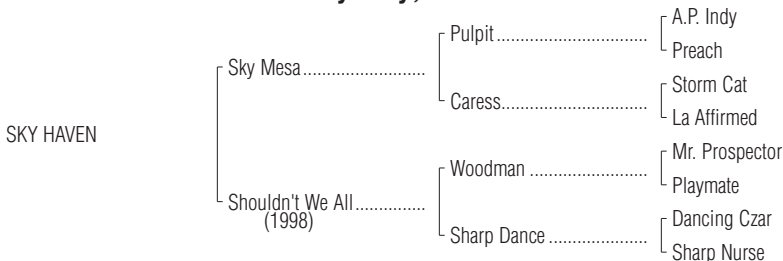 A.P. Indy
Pulpit
Preach
Sky Mesa
Storm Cat
Caress
La Affirmed
SKY HAVEN
Mr. Prospector
Woodman
Playmate
Shouldn't We All
(1998)
Dancing Czar
Sharp Dance
Sharp Nurse